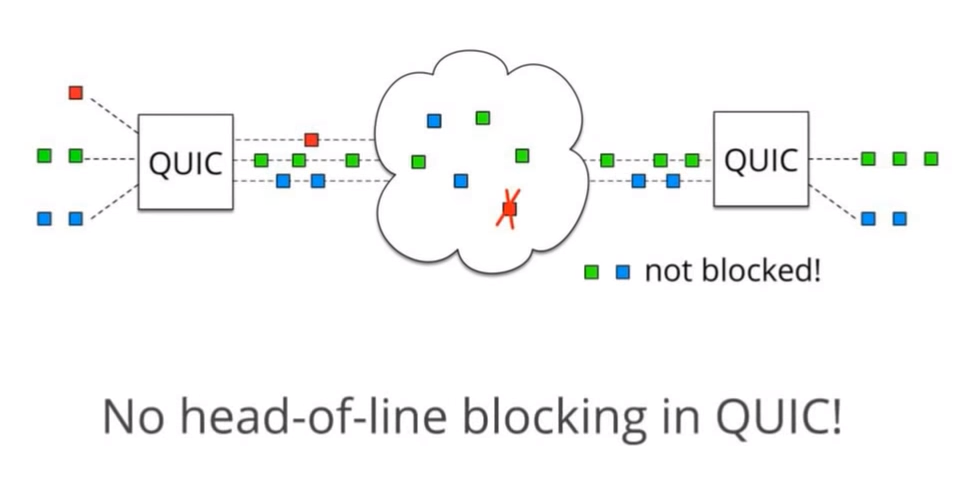 QUIC
QUIC
not blocked!
No head-of-line blocking in QUIC!